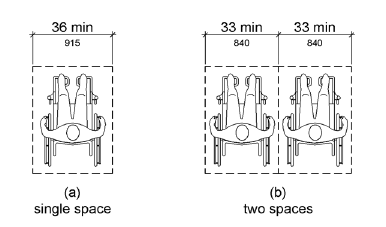 36 min
915
33 min 33 min
840 840
(a)
single space
(b)
two spaces